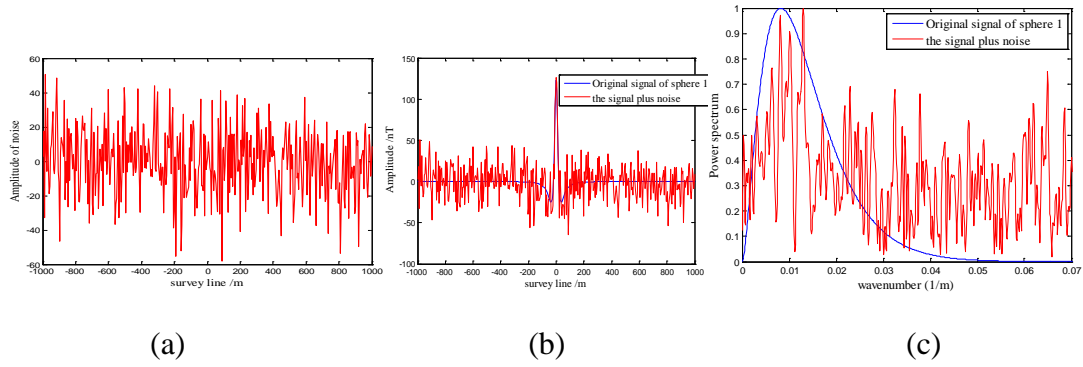 60
40
20
0
-20
-40
-60
-1000 -800 -600 -400 -200 0 200 400 600 800 1000
Amplitude of noise
survey line /m
(a)
150
100
50
0
-50
-100
-1000 -800 -600 -400 -200 0 200 400 600 800 1000
Amplitude /nT
survey line /m
Original signal of sphere 1
the signal plus noise
(b)
1
0.9
0.8
0.7
0.6
0.5
0.4
0.3
0.2
0.1
0
0 0.01 0.02 0.03 0.04 0.05 0.06 0.07
Power spectrum
wavenumber (1/m)
Original signal of sphere 1
the signal plus noise
(c)